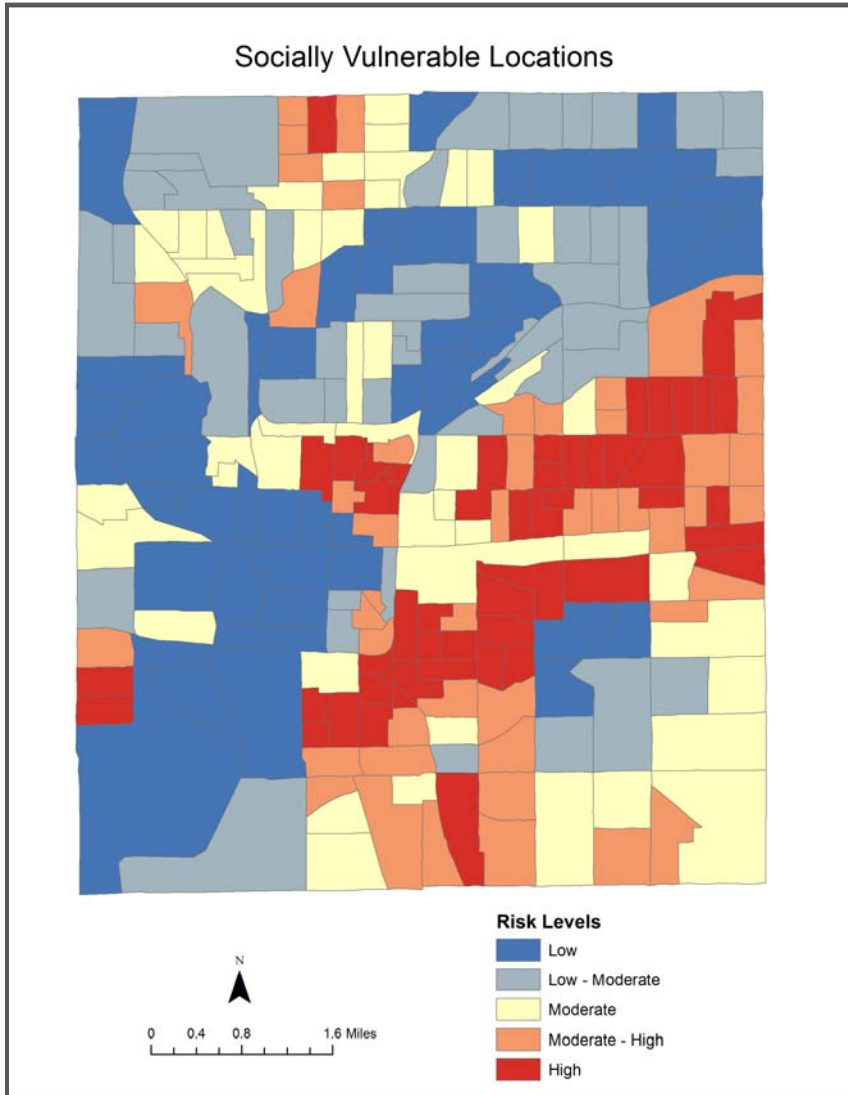 Socially Vulnerable Locations
Risk Levels
Low
Low - Moderate
Moderate
Moderate - High
High
N
0 0.4 0.8 1.6 Miles